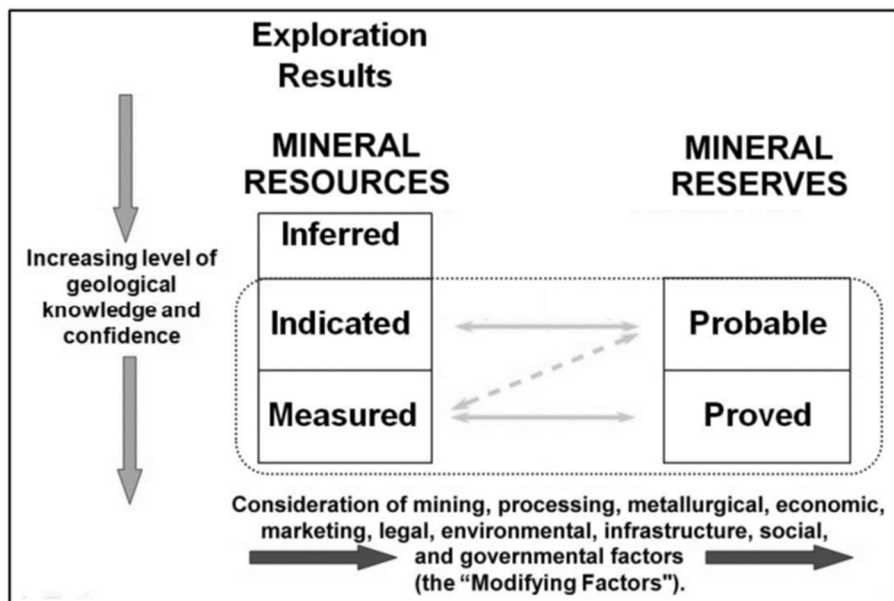 Exploration
Results
MINERAL
RESOURCES
MINERAL
RESERVES
Inferred
Increasing level of
geological
knowledge and
confidence
Indicated
Probable
Measured
Proved
Consideration of mining, processing, metallurgical, economic,
marketing, legal, environmental, infrastructure, social,
and governmental factors
(the “Modifying Factors").